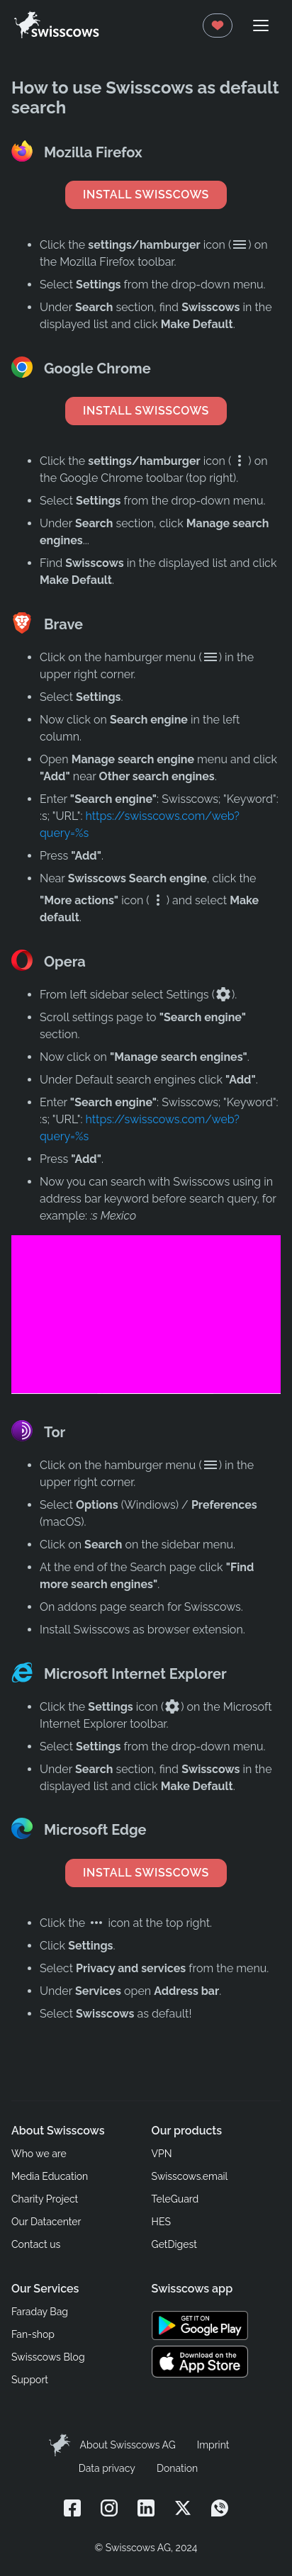 swisscows
How to use Swisscows as default
search
Mozilla Firefox
INSTALL SWISSCOWS
• Click the settings/hamburger icon ( ) on
the Mozilla Firefox toolbar.
• Select Settings from the drop-down menu.
• Under Search section, find Swisscows in the
displayed list and click Make Default.
Google Chrome
INSTALL SWISSCOWS
• Click the settings/hamburger icon ( ) on
the Google Chrome toolbar (top right).
• Select Settings from the drop-down menu.
• Under Search section, click Manage search
engines...
• Find Swisscows in the displayed list and click
Make Default.
Brave
• Click on the hamburger menu ( ) in the
upper right corner.
• Select Settings.
• Now click on Search engine in the left
column.
• Open Manage search engine menu and click
"Add" near Other search engines.
• Enter "Search engine": Swisscows; "Keyword":
:s; "URL": https://swisscows.com/web?
query=%s
• Press "Add".
• Near Swisscows Search engine, click the
"More actions" icon ( ) and select Make
default.
Opera
• From left sidebar select Settings ( ).
• Scroll settings page to "Search engine"
section.
• Now click on "Manage search engines".
• Under Default search engines click "Add".
• Enter "Search engine": Swisscows; "Keyword":
:s; "URL": https://swisscows.com/web?
query=%s
• Press "Add".
• Now you can search with Swisscows using in
address bar keyword before search query, for
example: :s Mexico
Tor
• Click on the hamburger menu ( ) in the
upper right corner.
• Select Options (Windows) / Preferences
(macOS).
• Click on Search on the sidebar menu.
• At the end of the Search page click "Find
more search engines".
• On addons page search for Swisscows.
• Install Swisscows as browser extension.
Microsoft Internet Explorer
• Click the Settings icon ( ) on the Microsoft
Internet Explorer toolbar.
• Select Settings from the drop-down menu.
• Under Search section, find Swisscows in the
displayed list and click Make Default.
Microsoft Edge
INSTALL SWISSCOWS
• Click the ••• icon at the top right.
• Click Settings.
• Select Privacy and services from the menu.
• Under Services open Address bar.
• Select Swisscows as default!
About Swisscows
Who we are
Media Education
Charity Project
Our Datacenter
Contact us
Our products
VPN
Swisscows.email
TeleGuard
HES
GetDigest
Our Services
Faraday Bag
Fan-shop
Swisscows Blog
Support
Swisscows app
GET IT ON
Google Play
Download on the
App Store
About Swisscows AG Imprint
Data privacy Donation
© Swisscows AG, 2024